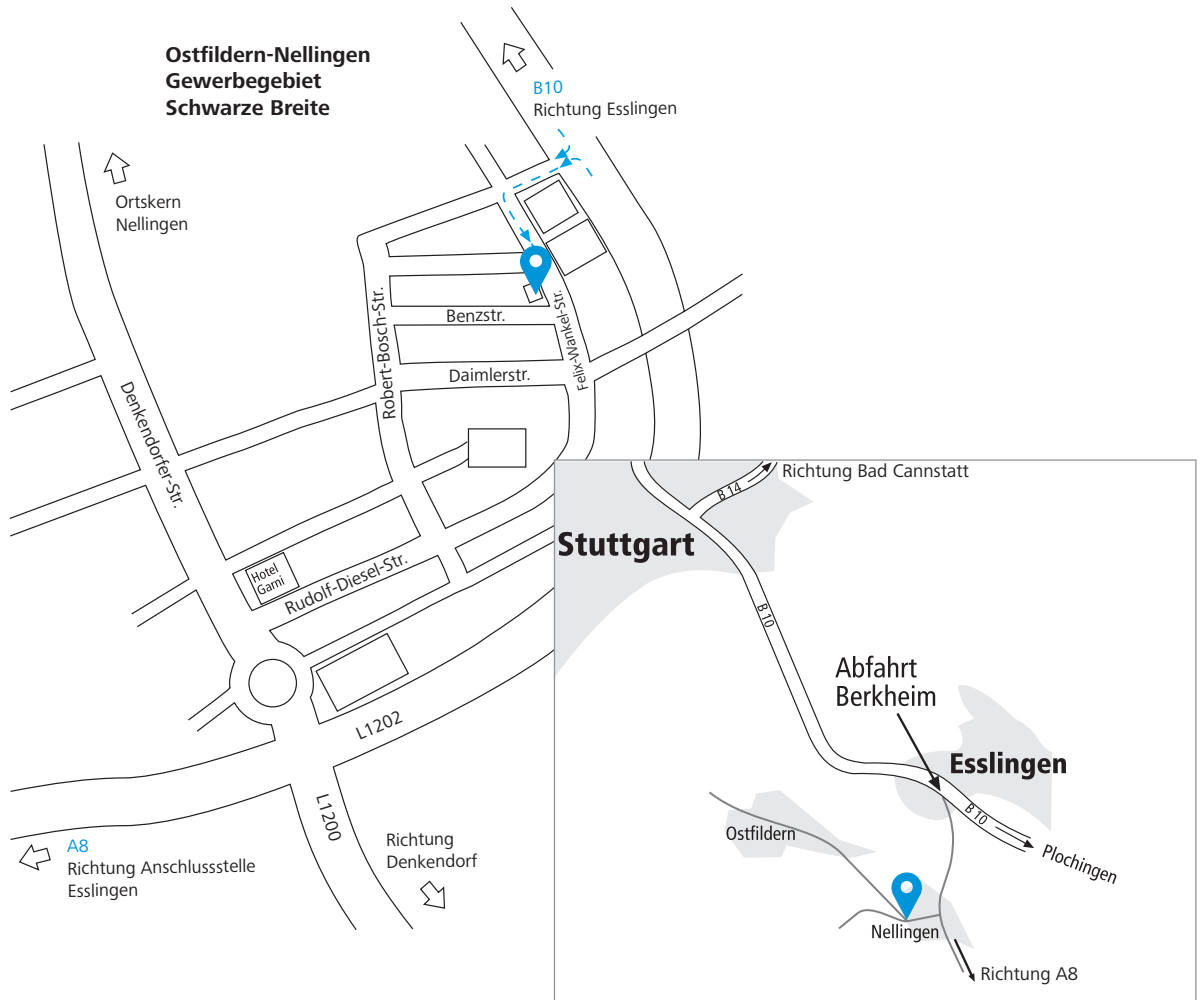 Ostfildern-Nellingen
Gewerbegebiet
Schwarze Breite
B10
Richtung Esslingen
Ortskern
Nellingen
Robert-Bosch-Str.
Benzstr.
Felix-Wankel-Str.
Daimlerstr.
Denkendorfer-Str.
Hotel
Garni
Rudolf-Diesel-Str.
L1202
L1200
A8
Richtung Anschlussstelle
Esslingen
Richtung
Denkendorf
Richtung Bad Cannstatt
B 14
Stuttgart
B 10
Abfahrt
Berkheim
Esslingen
B 10
Plochingen
Ostfildern
Nellingen
Richtung A8